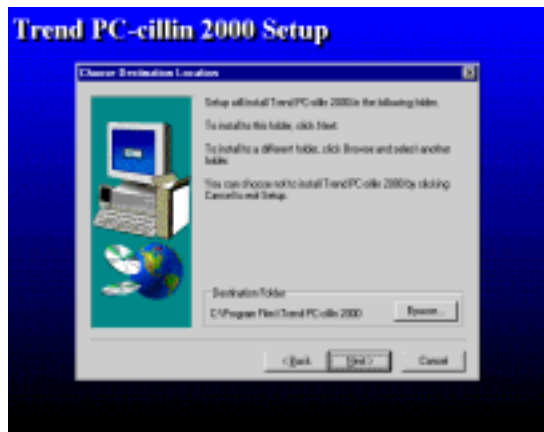 Trend PC-cillin 2000 Setup
Choose Destination Location
Setup will install Trend PC-cillin 2000 in the following folder.
To install to this folder, click Next.
To install to a different folder, click Browse and select another
folder.
You can choose not to install Trend PC-cillin 2000 by clicking
Cancel to exit Setup.
Destination Folder
C:\Program Files\Trend PC-cillin 2000
Browse...
< Back
Next >
Cancel